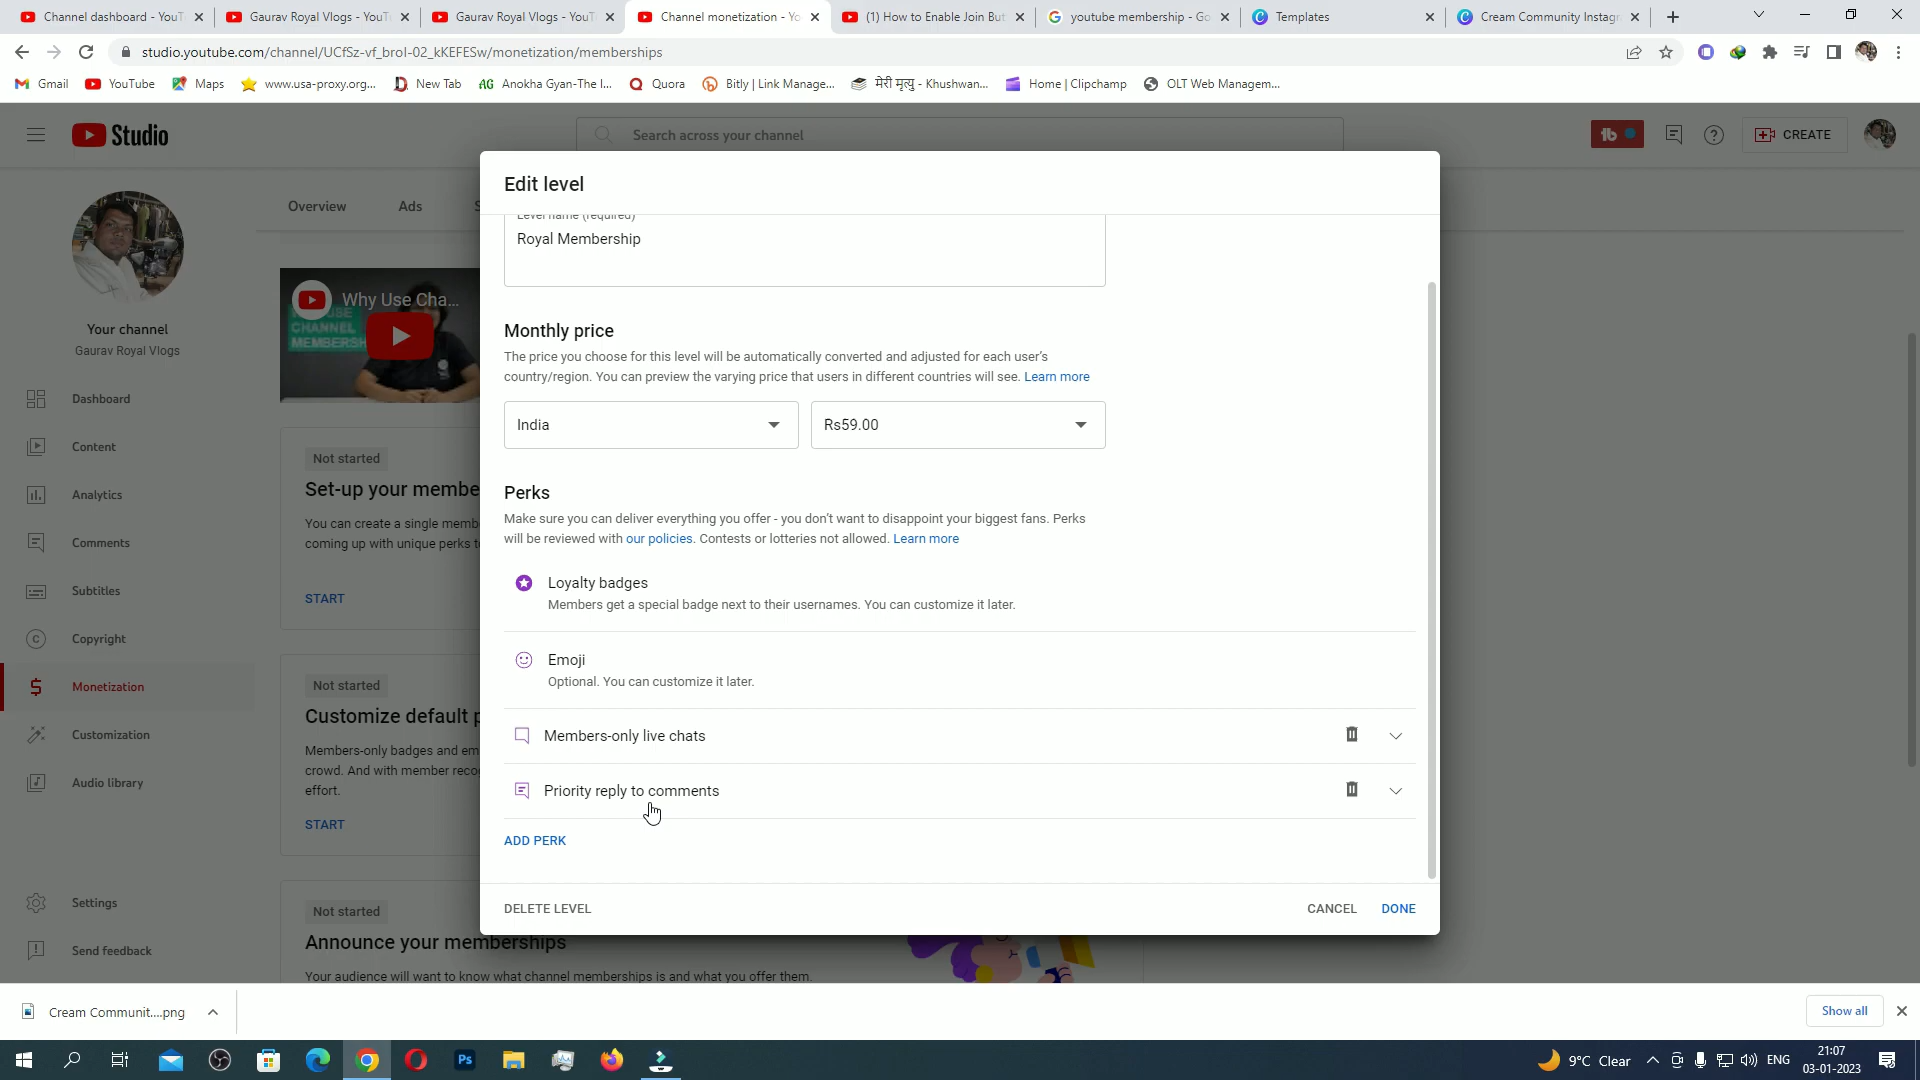 Channel dashboard - YouT
Gaurav Royal Vlogs - YouT
Gaurav Royal Vlogs - YouT
Channel monetization - Yo
(1) How to Enable Join But
youtube membership - Go
Templates
Cream Community Instagr
studio.youtube.com/channel/UCfSz-vf_broI-02_kKEFESw/monetization/memberships
Gmail
YouTube
Maps
www.usa-proxy.org...
New Tab
Anokha Gyan-The I...
Quora
Bitly | Link Manage...
मेरी मृत्यु - Khushwan...
Home | Clipchamp
OLT Web Managem...
Studio
Search across your channel
CREATE
Your channel
Gaurav Royal Vlogs
Dashboard
Content
Analytics
Comments
Subtitles
Copyright
Monetization
Customization
Audio library
Settings
Send feedback
Overview
Ads
S
Why Use Cha...
CHANNEL
Not started
Set-up your membe
You can create a single memb
coming up with unique perks t
START
Not started
Customize default p
Members-only badges and em
crowd. And with member reco
effort.
START
Not started
Announce your memberships
Your audience will want to know what channel memberships is and what you offer them.
Edit level
Level name (required)
Royal Membership
Monthly price
The price you choose for this level will be automatically converted and adjusted for each user's
country/region. You can preview the varying price that users in different countries will see. Learn more
India
Rs59.00
Perks
Make sure you can deliver everything you offer - you don't want to disappoint your biggest fans. Perks
will be reviewed with our policies. Contests or lotteries not allowed. Learn more
Loyalty badges
Members get a special badge next to their usernames. You can customize it later.
Emoji
Optional. You can customize it later.
Members-only live chats
Priority reply to comments
ADD PERK
DELETE LEVEL
CANCEL
DONE
Cream Communit....png
Show all
Ps
9°C Clear
ENG
21:07
03-01-2023